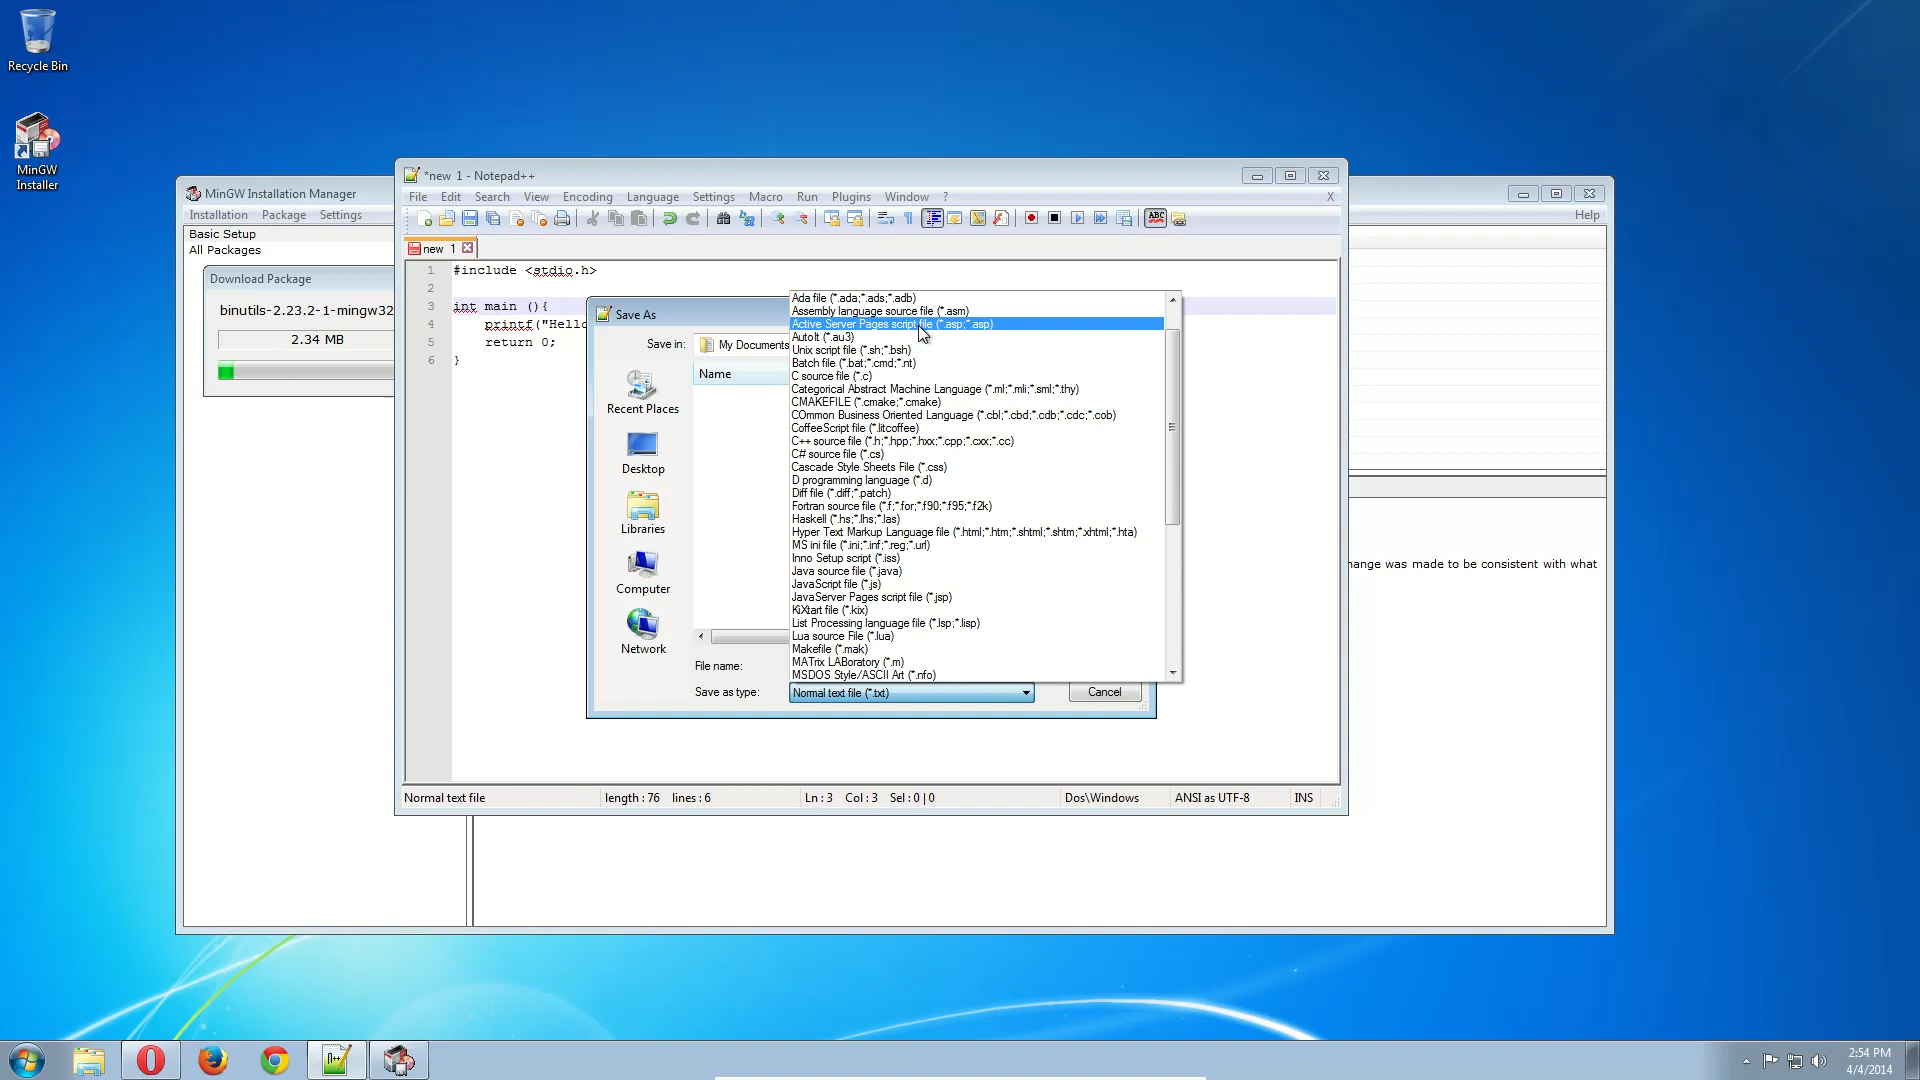 Recycle Bin
MinGW
Installer
MinGW Installation Manager
Installation Package Settings
Help
Basic Setup
All Packages
Download Package
binutils-2.23.2-1-mingw32
2.34 MB
hange was made to be consistent with what
*new 1 - Notepad++
File Edit Search View Encoding Language Settings Macro Run Plugins Window ? X
ABC
new 1
1 #include <stdio.h>
2
3 int main (){
4 printf("Hello
5 return 0;
6 }
Save As
Save in: My Documents
Name
Recent Places
Desktop
Libraries
Computer
Network
Ada file (*.ada;*.ads;*.adb)
Assembly language source file (*.asm)
Active Server Pages script file (*.asp;*.asp)
AutoIt (*.au3)
Unix script file (*.sh;*.bsh)
Batch file (*.bat;*.cmd;*.nt)
C source file (*.c)
Categorical Abstract Machine Language (*.ml;*.mli;*.sml;*.thy)
CMAKEFILE (*.cmake;*.cmake)
COmmon Business Oriented Language (*.cbl;*.cbd;*.cdb;*.cdc;*.cob)
CoffeeScript file (*.litcoffee)
C++ source file (*.h;*.hpp;*.hxx;*.cpp;*.cxx;*.cc)
C# source file (*.cs)
Cascade Style Sheets File (*.css)
D programming language (*.d)
Diff file (*.diff;*.patch)
Fortran source file (*.f;*.for;*.f90;*.f95;*.f2k)
Haskell (*.hs;*.lhs;*.las)
Hyper Text Markup Language file (*.html;*.htm;*.shtml;*.shtm;*.xhtml;*.hta)
MS ini file (*.ini;*.inf;*.reg;*.url)
Inno Setup script (*.iss)
Java source file (*.java)
JavaScript file (*.js)
JavaServer Pages script file (*.jsp)
KiXtart file (*.kix)
List Processing language file (*.lsp;*.lisp)
Lua source File (*.lua)
Makefile (*.mak)
MATrix LABoratory (*.m)
MSDOS Style/ASCII Art (*.nfo)
File name:
Save as type: Normal text file (*.txt) Cancel
Normal text file length : 76 lines : 6 Ln : 3 Col : 3 Sel : 0 | 0 Dos\Windows ANSI as UTF-8 INS
2:54 PM
4/4/2014